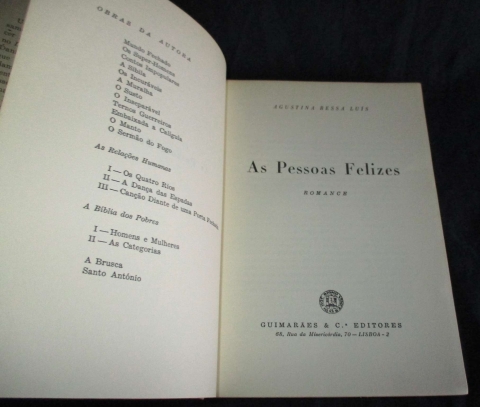 OBRAS DA AUTORA
Mundo Fechado
Os Super-Homens
Contos Impopulares
A Sibila
Os Incuráveis
A Muralha
O Susto
O Inseparável
Ternos Guerreiros
Embaixada a Calígula
O Manto
O Sermão do Fogo
As Relações Humanas
I — Os Quatro Rios
II — A Dança das Espadas
III — Canção Diante de uma Porta Fechada
A Bíblia dos Pobres
I — Homens e Mulheres
II — As Categorias
A Brusca
Santo António
AGUSTINA BESSA LUÍS
As Pessoas Felizes
ROMANCE
GUIMARÃES & C.ª EDITORES
68, Rua da Misericórdia, 70 — LISBOA - 2